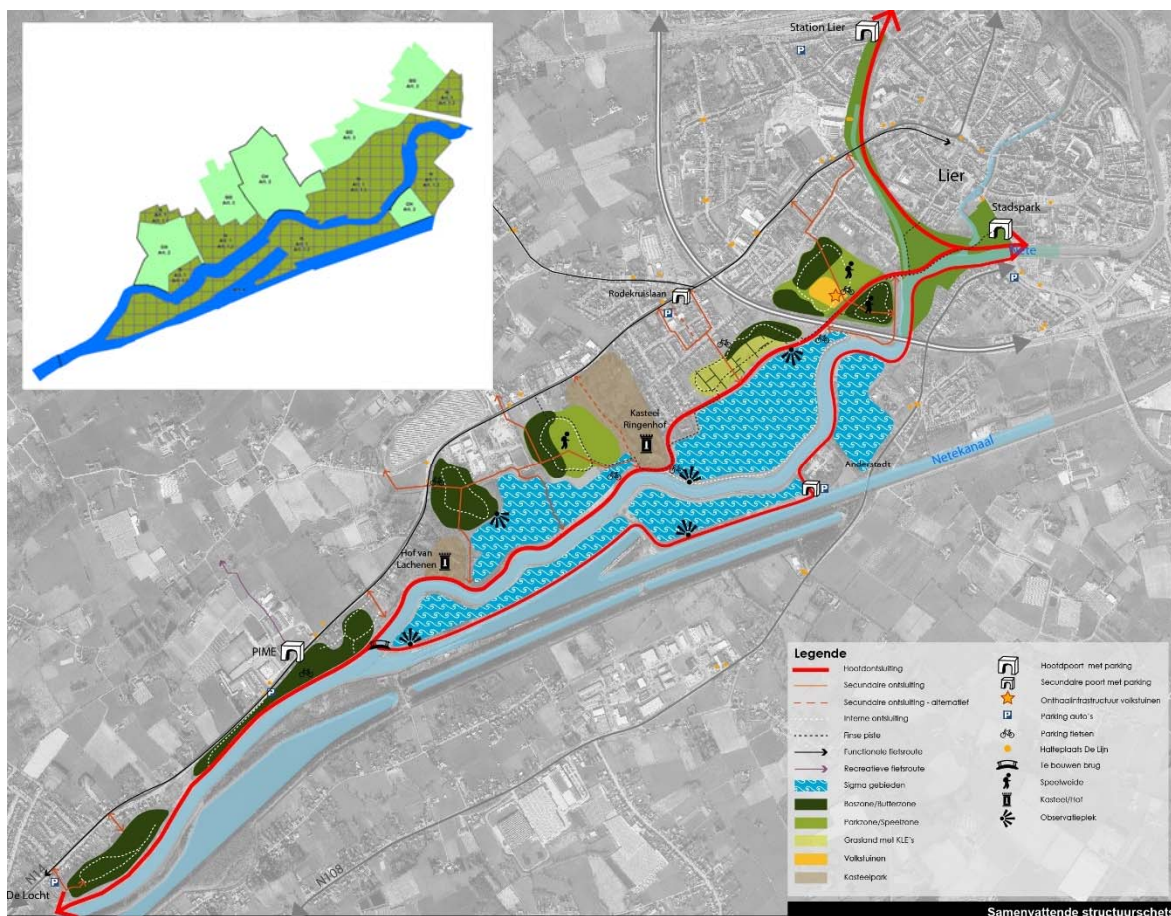 Station Lier
P
Lier
Stadspark
Nete
P
Rodekruislaan
P
Kasteel
Ringenhof
Netekanaal
Anderstadt
P
Hof van
Lachenen
PIME
P
N14
De Locht
P
N108
Legende
Hoofdontsluiting
Secundaire ontsluiting
Secundaire ontsluiting - alternatief
Interne ontsluiting
Finse piste
Functionele fietsroute
Recreatieve fietsroute
Sigma gebieden
Boszone/Bufferzone
Parkzone/Speelzone
Grasland met KLE's
Volkstuinen
Kasteelpark
Hoofdpoort met parking
Secundaire poort met parking
Onthaalinfrastructuur volkstuinen
P Parking auto's
Parking fietsen
Halteplaats De Lijn
Te bouwen brug
Speelweide
Kasteel/Hof
Observatieplek
Samenvattende structuurschet